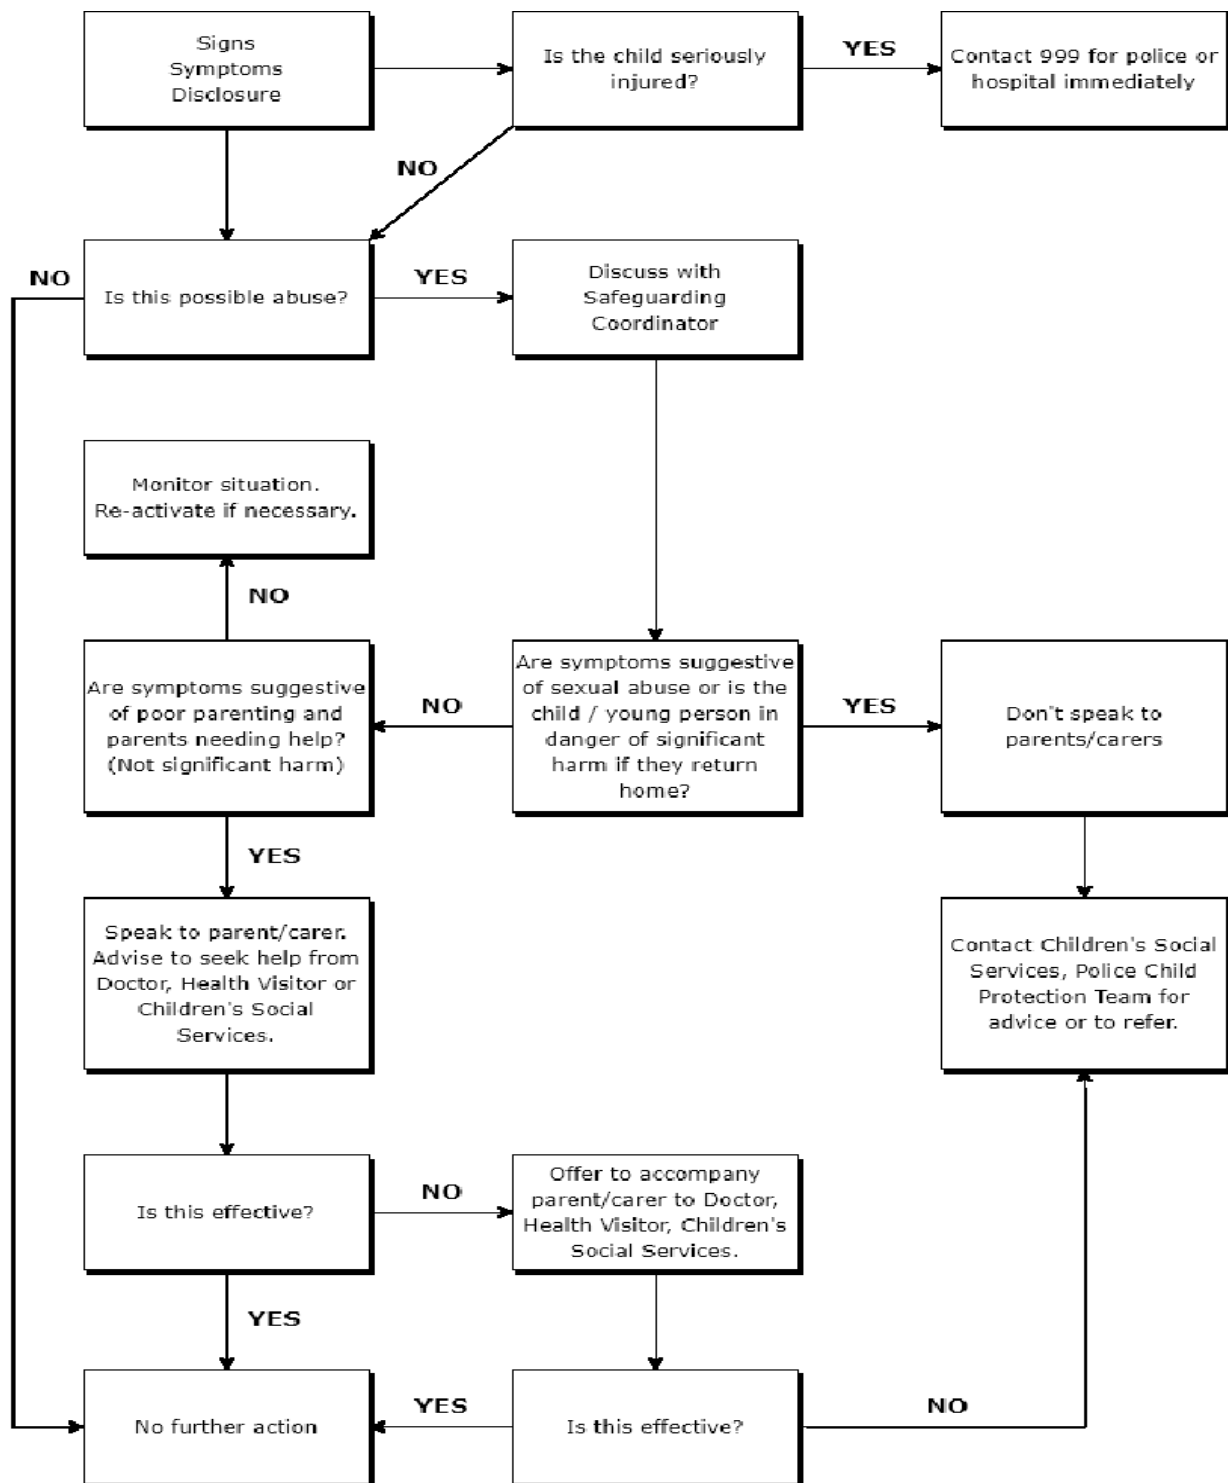 Signs
Symptoms
Disclosure
Is the child seriously
injured?
YES
Contact 999 for police or
hospital immediately
NO
NO
Is this possible abuse?
YES
Discuss with
Safeguarding
Coordinator
Monitor situation.
Re-activate if necessary.
NO
Are symptoms suggestive
of poor parenting and
parents needing help?
(Not significant harm)
NO
Are symptoms suggestive
of sexual abuse or is the
child / young person in
danger of significant
harm if they return
home?
YES
Don't speak to
parents/carers
YES
Speak to parent/carer.
Advise to seek help from
Doctor, Health Visitor or
Children's Social
Services.
Contact Children's Social
Services, Police Child
Protection Team for
advice or to refer.
Is this effective?
NO
Offer to accompany
parent/carer to Doctor,
Health Visitor, Children's
Social Services.
YES
No further action
YES
Is this effective?
NO